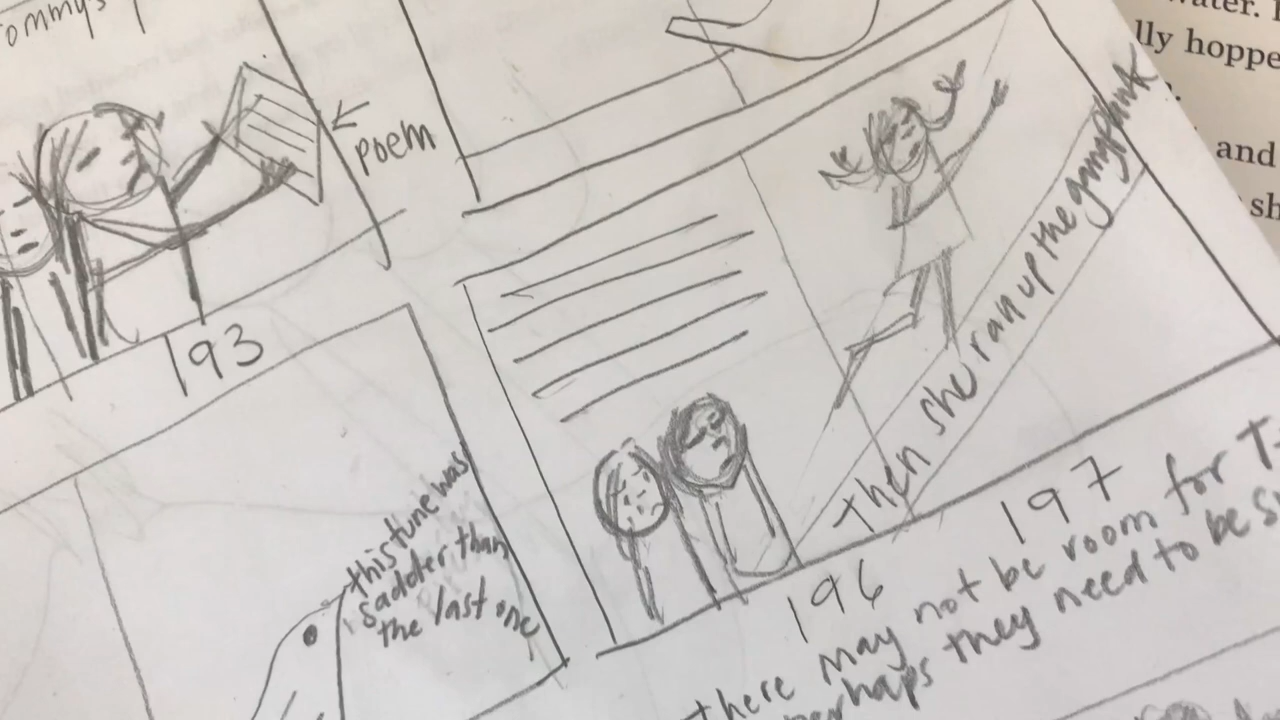 ommy's
poem
193
then she ran up the gangplank
196
197
this tune was
sadder than
the last one
there may not be room for T
perhaps they need to be s
water.
lly hoppe
and
sh